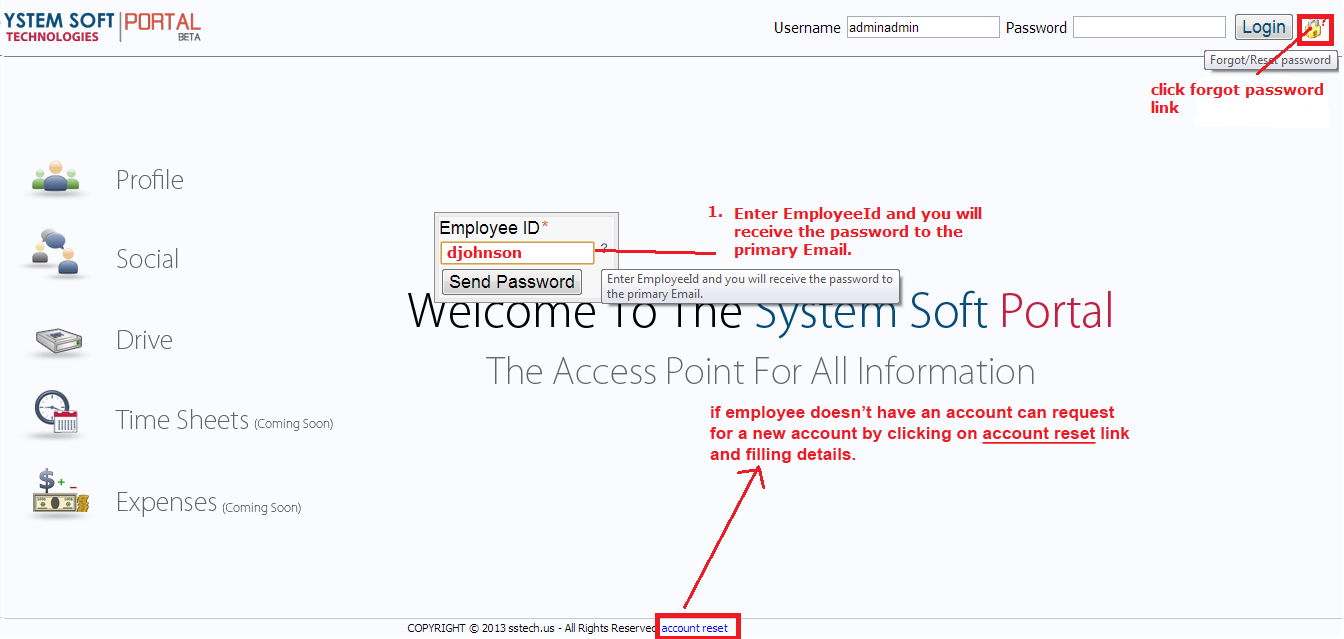 YSTEM SOFT PORTAL
TECHNOLOGIES BETA
Username adminadmin Password Login
Forgot/Reset password
click forgot password
link
Profile
Social
Drive
Time Sheets (Coming Soon)
Expenses (Coming Soon)
Employee ID*
djohnson ?
Send Password
1. Enter EmployeeId and you will
receive the password to the
primary Email.
Enter EmployeeId and you will receive the password to
the primary Email.
Welcome To The System Soft Portal
The Access Point For All Information
if employee doesn't have an account can request
for a new account by clicking on account reset link
and filling details.
COPYRIGHT © 2013 sstech.us - All Rights Reserved account reset